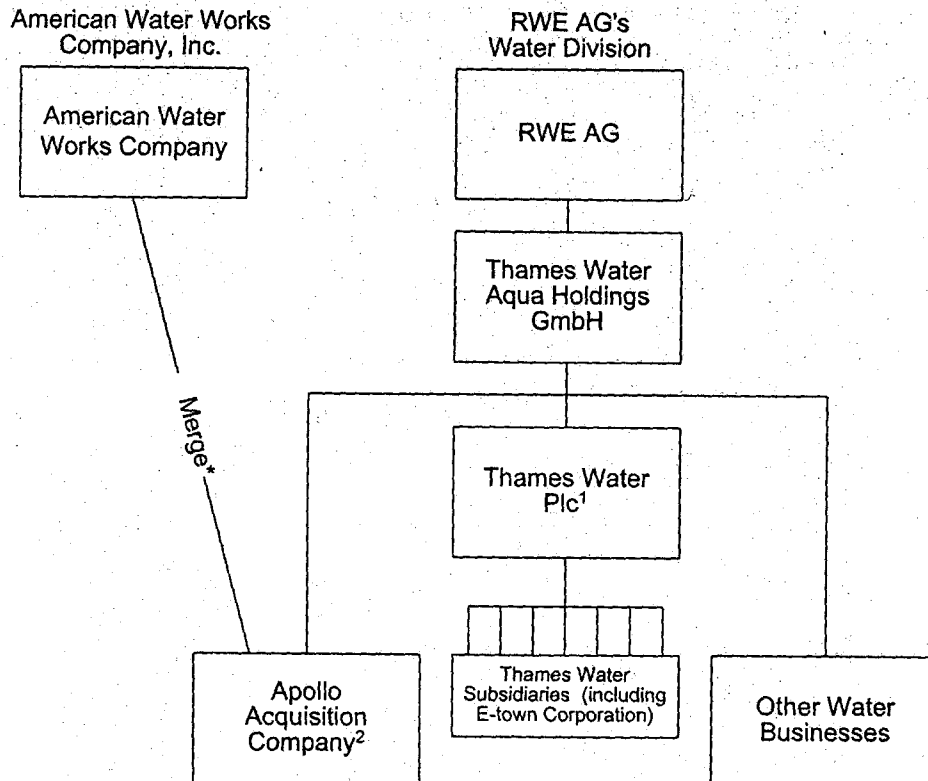 American Water Works
Company, Inc.
RWE AG's
Water Division
American Water
Works Company
RWE AG
Thames Water
Aqua Holdings
GmbH
Merge*
Thames Water
Plc¹
Apollo
Acquisition
Company²
Thames Water
Subsidiaries (including
E-town Corporation)
Other Water
Businesses